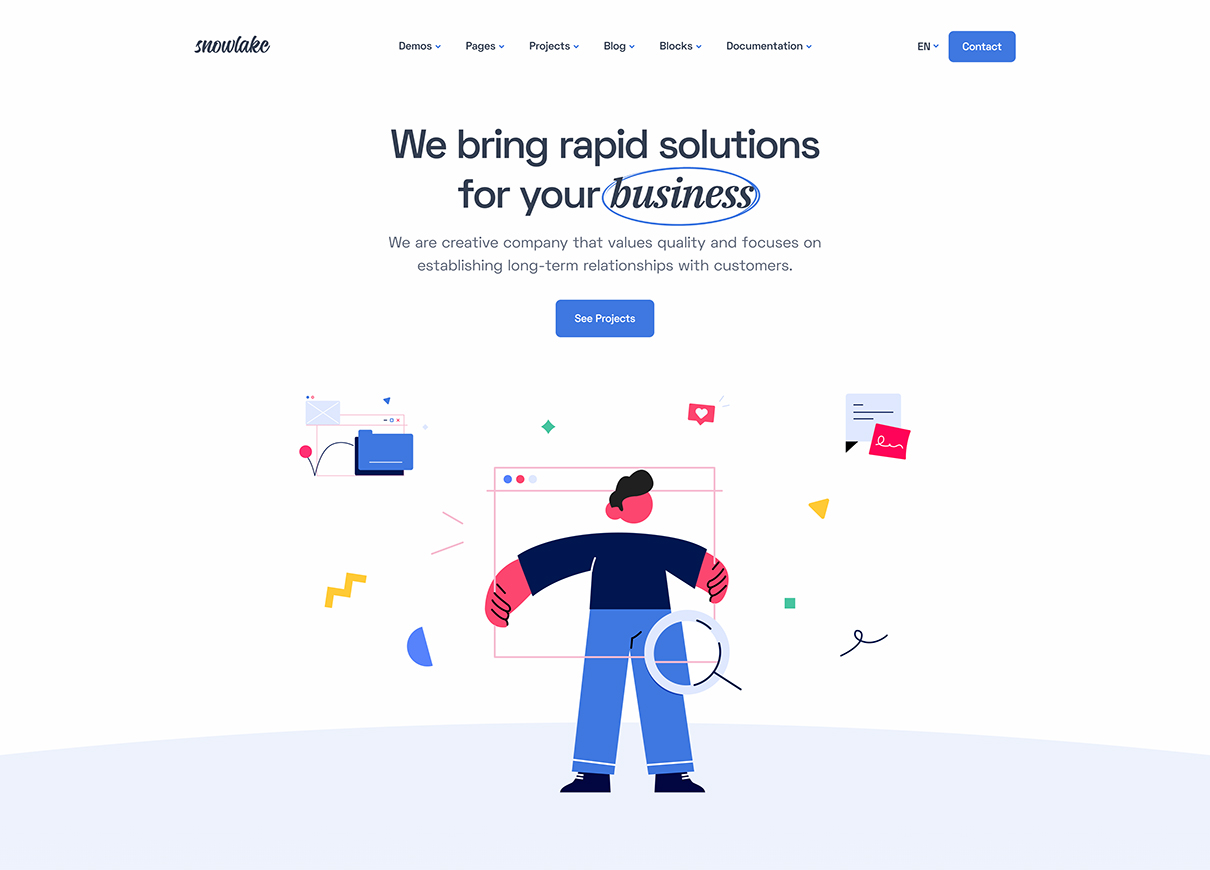 snowlake
Demos Pages Projects Blog Blocks Documentation
EN Contact
We bring rapid solutions
for your business
We are creative company that values quality and focuses on
establishing long-term relationships with customers.
See Projects